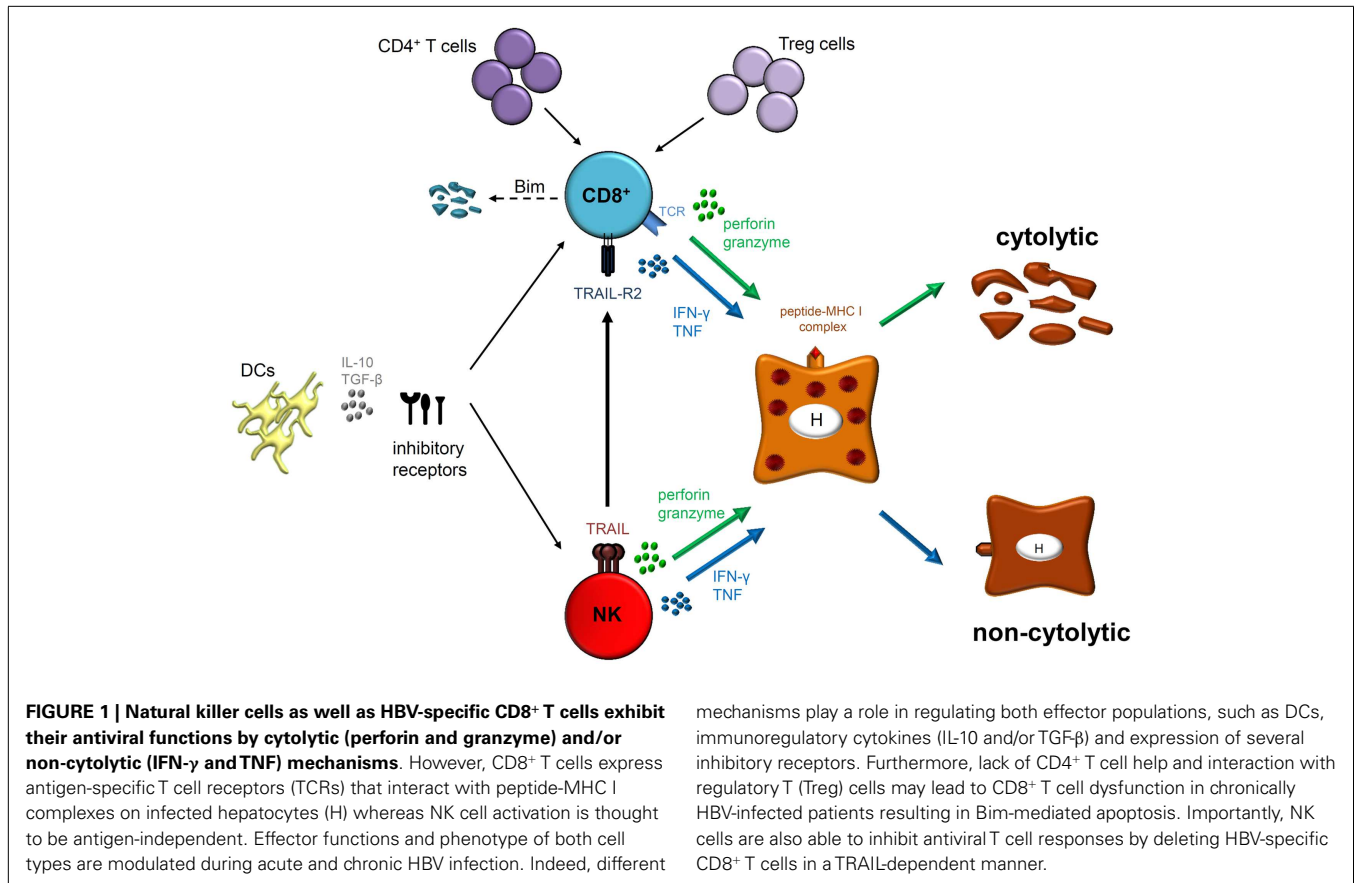 CD4⁺ T cells
Treg cells
Bim
CD8⁺
TCR
perforin
granzyme
TRAIL-R2
IFN-γ
TNF
peptide-MHC I
complex
cytolytic
DCs
IL-10
TGF-β
inhibitory
receptors
H
perforin
granzyme
TRAIL
IFN-γ
TNF
NK
H
non-cytolytic
FIGURE 1 | Natural killer cells as well as HBV-specific CD8⁺ T cells exhibit
their antiviral functions by cytolytic (perforin and granzyme) and/or
non-cytolytic (IFN-γ and TNF) mechanisms. However, CD8⁺ T cells express
antigen-specific T cell receptors (TCRs) that interact with peptide-MHC I
complexes on infected hepatocytes (H) whereas NK cell activation is thought
to be antigen-independent. Effector functions and phenotype of both cell
types are modulated during acute and chronic HBV infection. Indeed, different
mechanisms play a role in regulating both effector populations, such as DCs,
immunoregulatory cytokines (IL-10 and/or TGF-β) and expression of several
inhibitory receptors. Furthermore, lack of CD4⁺ T cell help and interaction with
regulatory T (Treg) cells may lead to CD8⁺ T cell dysfunction in chronically
HBV-infected patients resulting in Bim-mediated apoptosis. Importantly, NK
cells are also able to inhibit antiviral T cell responses by deleting HBV-specific
CD8⁺ T cells in a TRAIL-dependent manner.